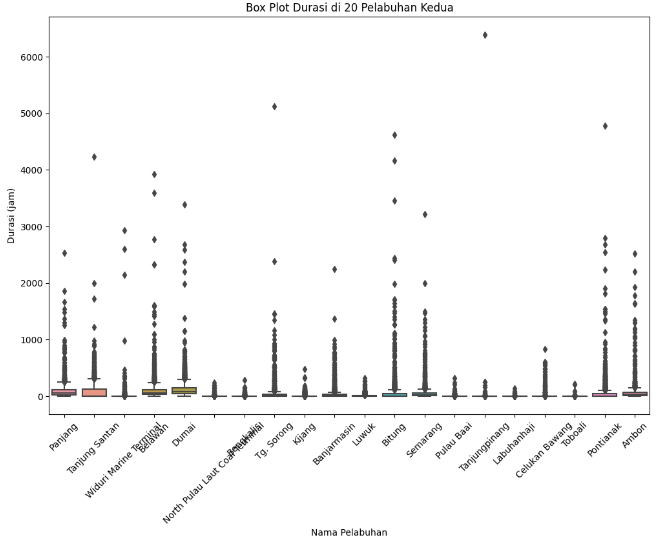 Box Plot Durasi di 20 Pelabuhan Kedua
6000
5000
4000
3000
2000
1000
0
Durasi (jam)
Panjang
Tanjung Santan
Widuri Marine Terminal
Belawan
Dumai
North Pulau Laut Coal Terminal
Tg. Sorong
Kijang
Banjarmasin
Luwuk
Bitung
Semarang
Pulau Baai
Tanjungpinang
Labuhanhaji
Celukan Bawang
Toboali
Pontianak
Ambon
Nama Pelabuhan